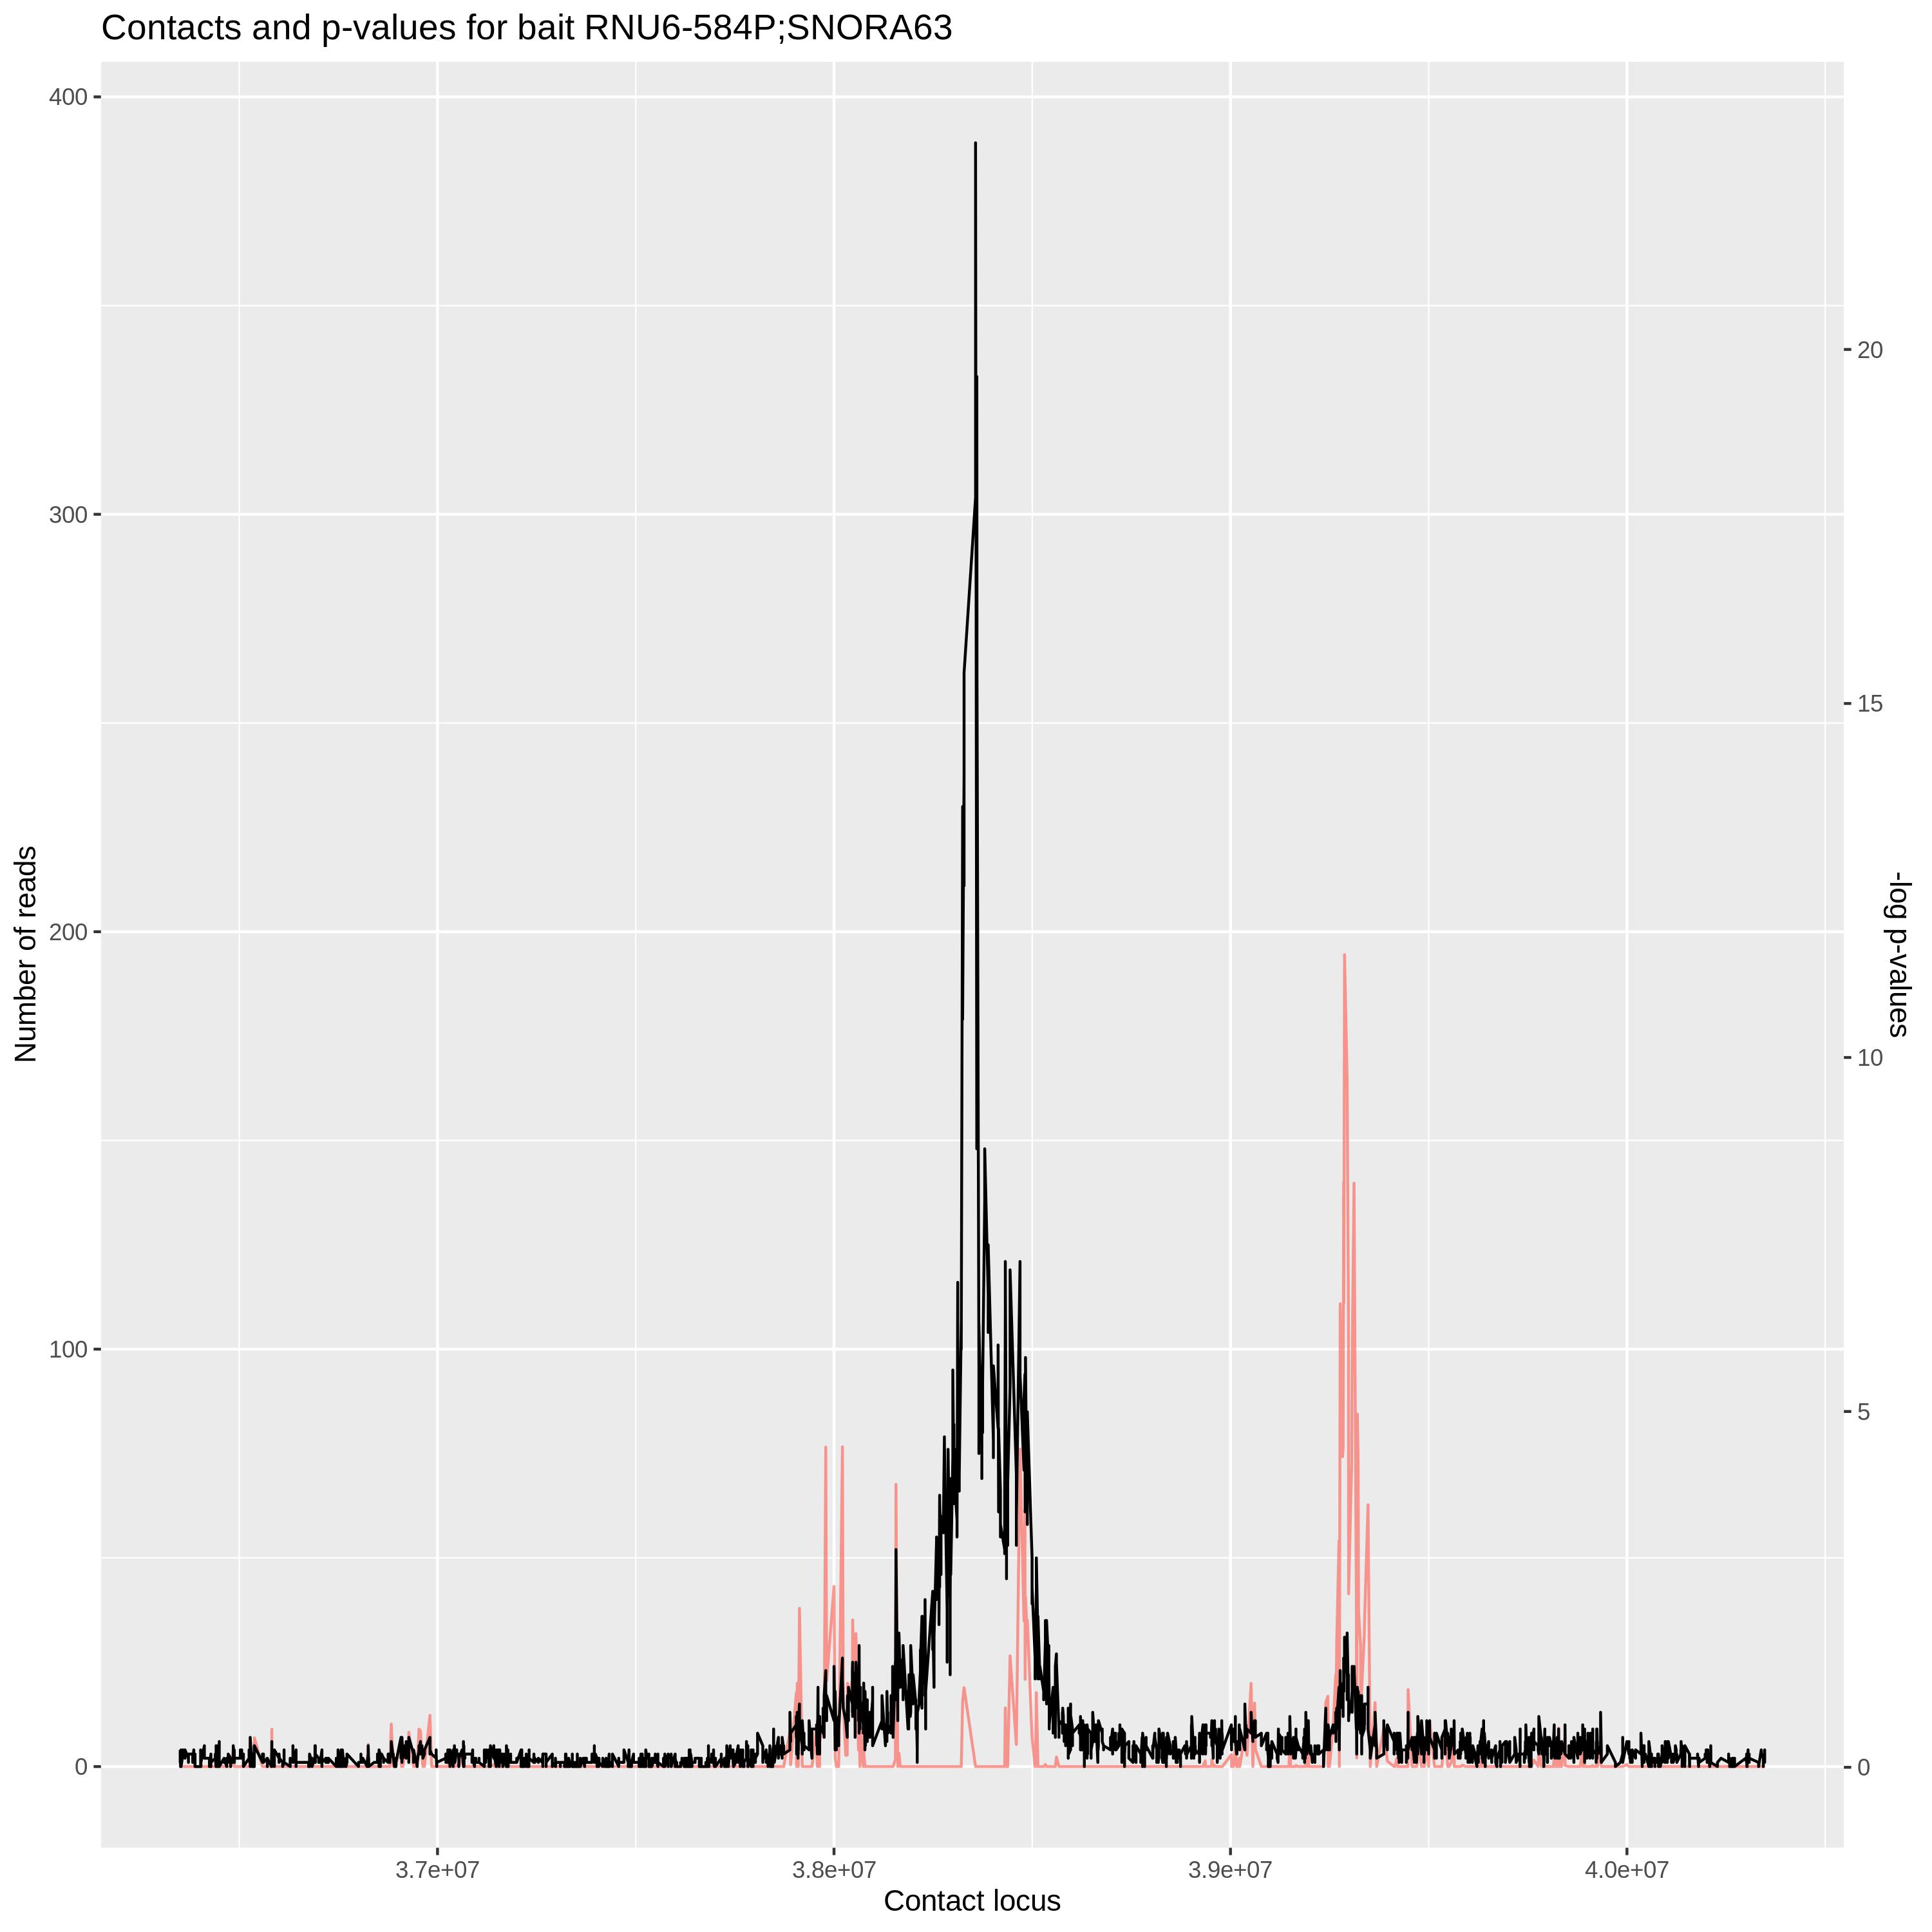 Contacts and p-values for bait RNU6-584P;SNORA63
400
300
200
100
0
Number of reads
20
15
10
5
0
-log p-values
3.7e+07
3.8e+07
3.9e+07
4.0e+07
Contact locus